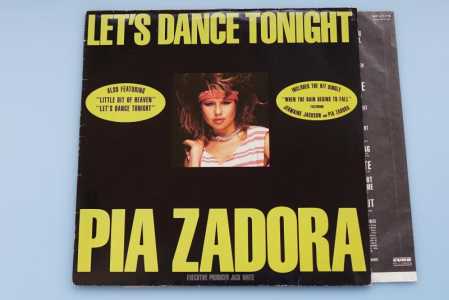 LET'S DANCE TONIGHT
ALSO FEATURING
"LITTLE BIT OF HEAVEN"
"LET'S DANCE TONIGHT"
INCLUDES THE HIT SINGLE
"WHEN THE RAIN BEGINS TO FALL"
FEATURING
JERMAINE JACKSON AND PIA ZADORA
PIA ZADORA
EXECUTIVE PRODUCER JACK WHITE